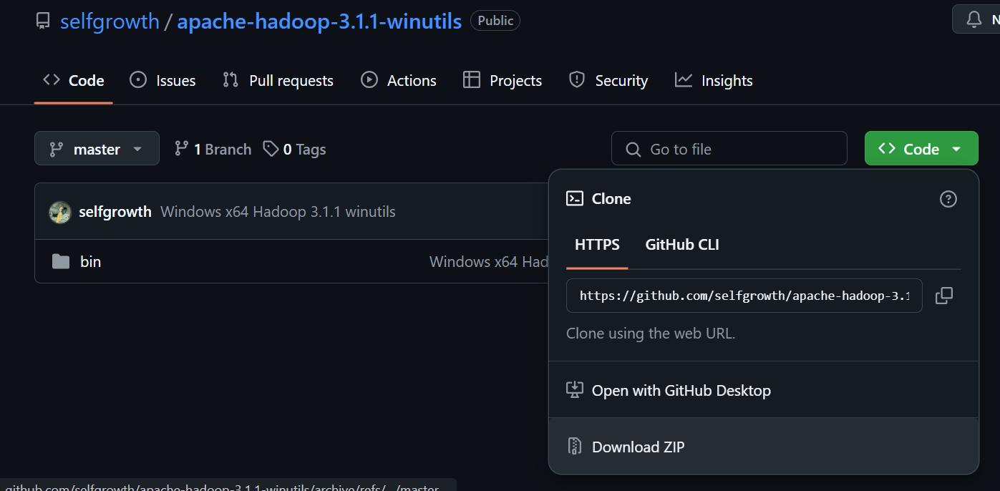 selfgrowth / apache-hadoop-3.1.1-winutils Public
N
Code Issues Pull requests Actions Projects Security Insights
master 1 Branch 0 Tags Go to file Code
selfgrowth Windows x64 Hadoop 3.1.1 winutils
bin Windows x64 Had
Clone
HTTPS GitHub CLI
https://github.com/selfgrowth/apache-hadoop-3.1
Clone using the web URL.
Open with GitHub Desktop
Download ZIP
github.com/selfgrowth/apache-hadoop-3.1.1-winutils/archive/refs/.../master